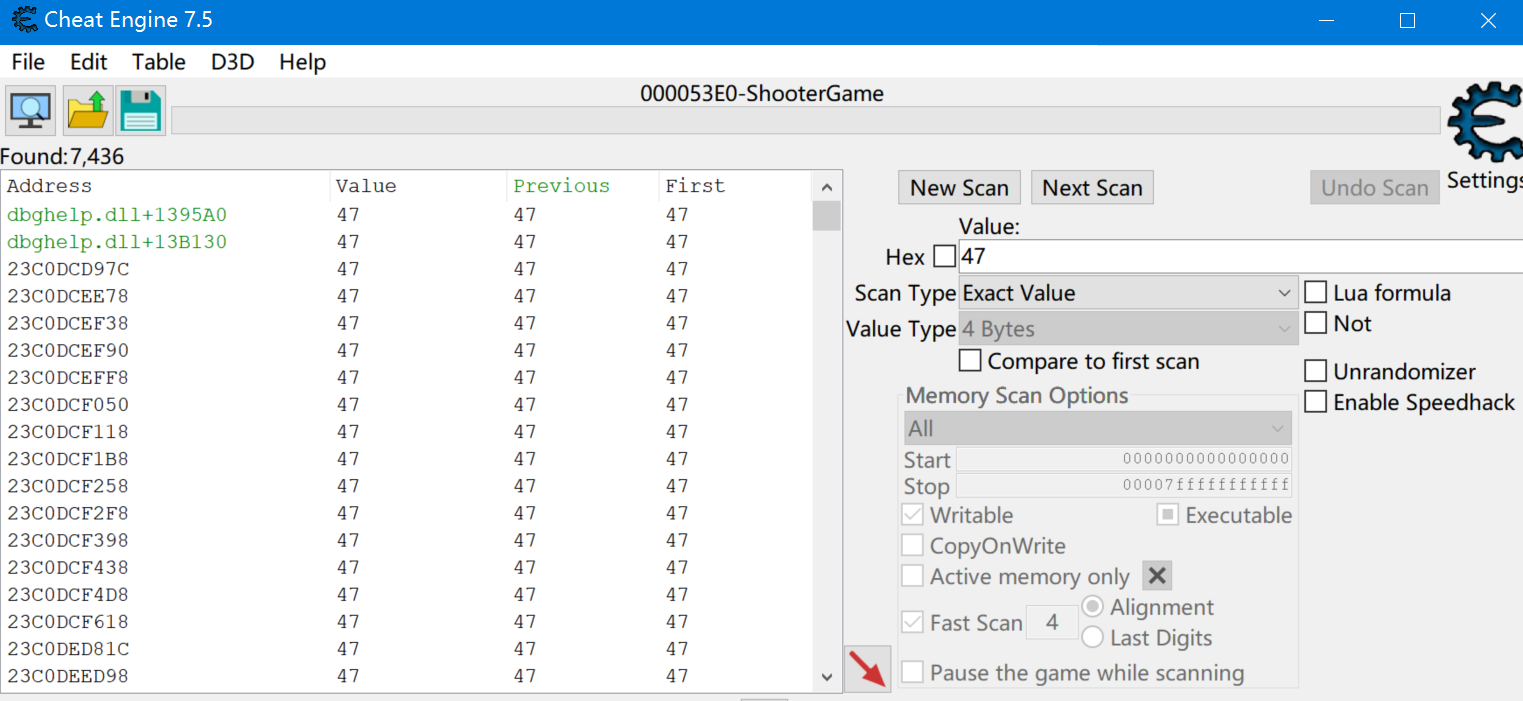 Cheat Engine 7.5
File Edit Table D3D Help
000053E0-ShooterGame
Found:7,436
Settings
Address Value Previous First
dbghelp.dll+1395A0 47 47 47
dbghelp.dll+13B130 47 47 47
23C0DCD97C 47 47 47
23C0DCEE78 47 47 47
23C0DCEF38 47 47 47
23C0DCEF90 47 47 47
23C0DCEFF8 47 47 47
23C0DCF050 47 47 47
23C0DCF118 47 47 47
23C0DCF1B8 47 47 47
23C0DCF258 47 47 47
23C0DCF2F8 47 47 47
23C0DCF398 47 47 47
23C0DCF438 47 47 47
23C0DCF4D8 47 47 47
23C0DCF618 47 47 47
23C0DED81C 47 47 47
23C0DEED98 47 47 47
New Scan Next Scan Undo Scan
Value:
Hex 47
Scan Type Exact Value Lua formula
Value Type 4 Bytes Not
Compare to first scan
Unrandomizer
Memory Scan Options
Enable Speedhack
All
Start 0000000000000000
Stop 00007fffffffffff
Writable Executable
CopyOnWrite
Active memory only
Fast Scan 4 Alignment
Last Digits
Pause the game while scanning